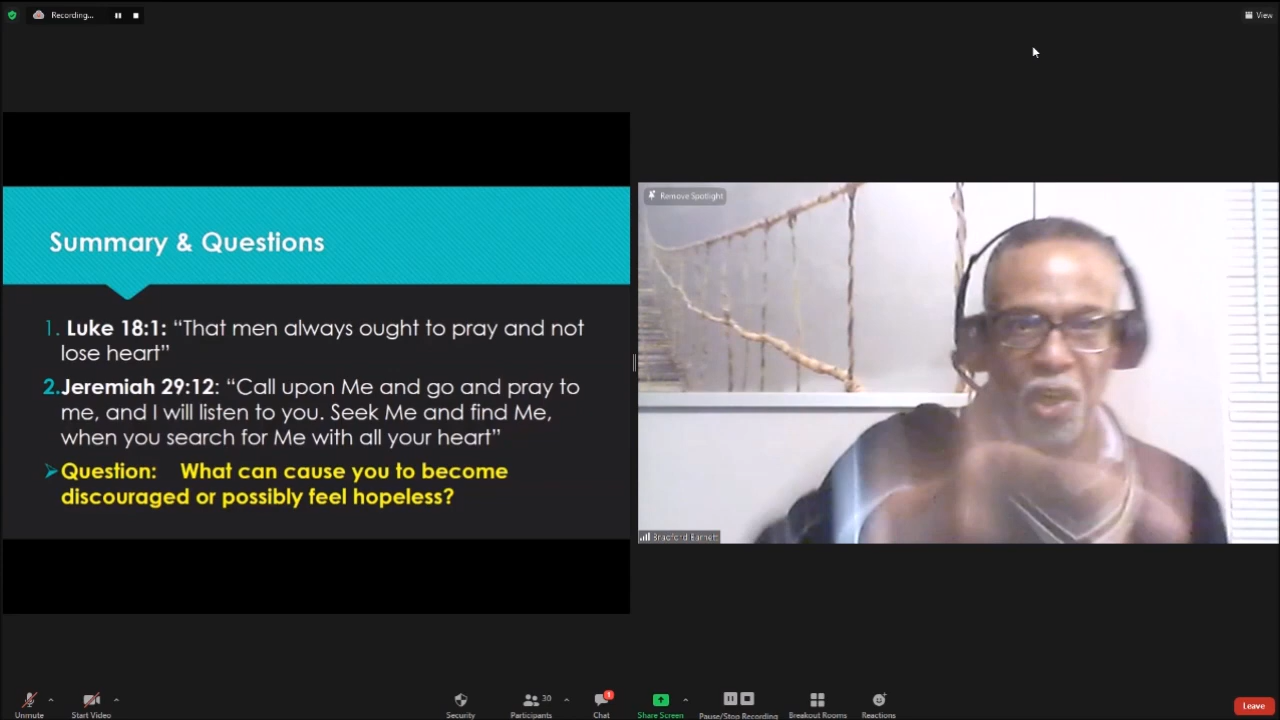 Recording...
View
Summary & Questions
1. Luke 18:1: “That men always ought to pray and not
lose heart”
2. Jeremiah 29:12: “Call upon Me and go and pray to
me, and I will listen to you. Seek Me and find Me,
when you search for Me with all your heart”
Question: What can cause you to become
discouraged or possibly feel hopeless?
Remove Spotlight
Bradford Barnett
Unmute
Start Video
Security
30
Participants
1
Chat
Share Screen
Pause/Stop Recording
Breakout Rooms
Reactions
Leave